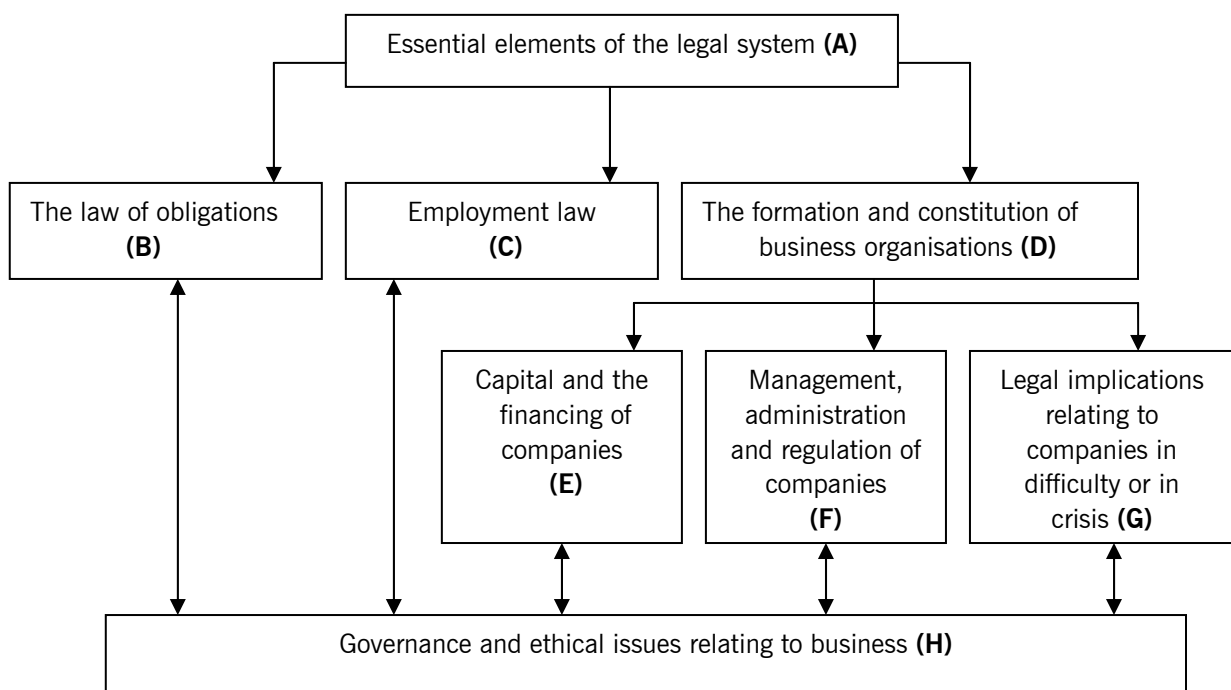 Essential elements of the legal system (A)
The law of obligations
(B)
Employment law
(C)
The formation and constitution of
business organisations (D)
Capital and the
financing of
companies
(E)
Management,
administration
and regulation of
companies
(F)
Legal implications
relating to
companies in
difficulty or in
crisis (G)
Governance and ethical issues relating to business (H)